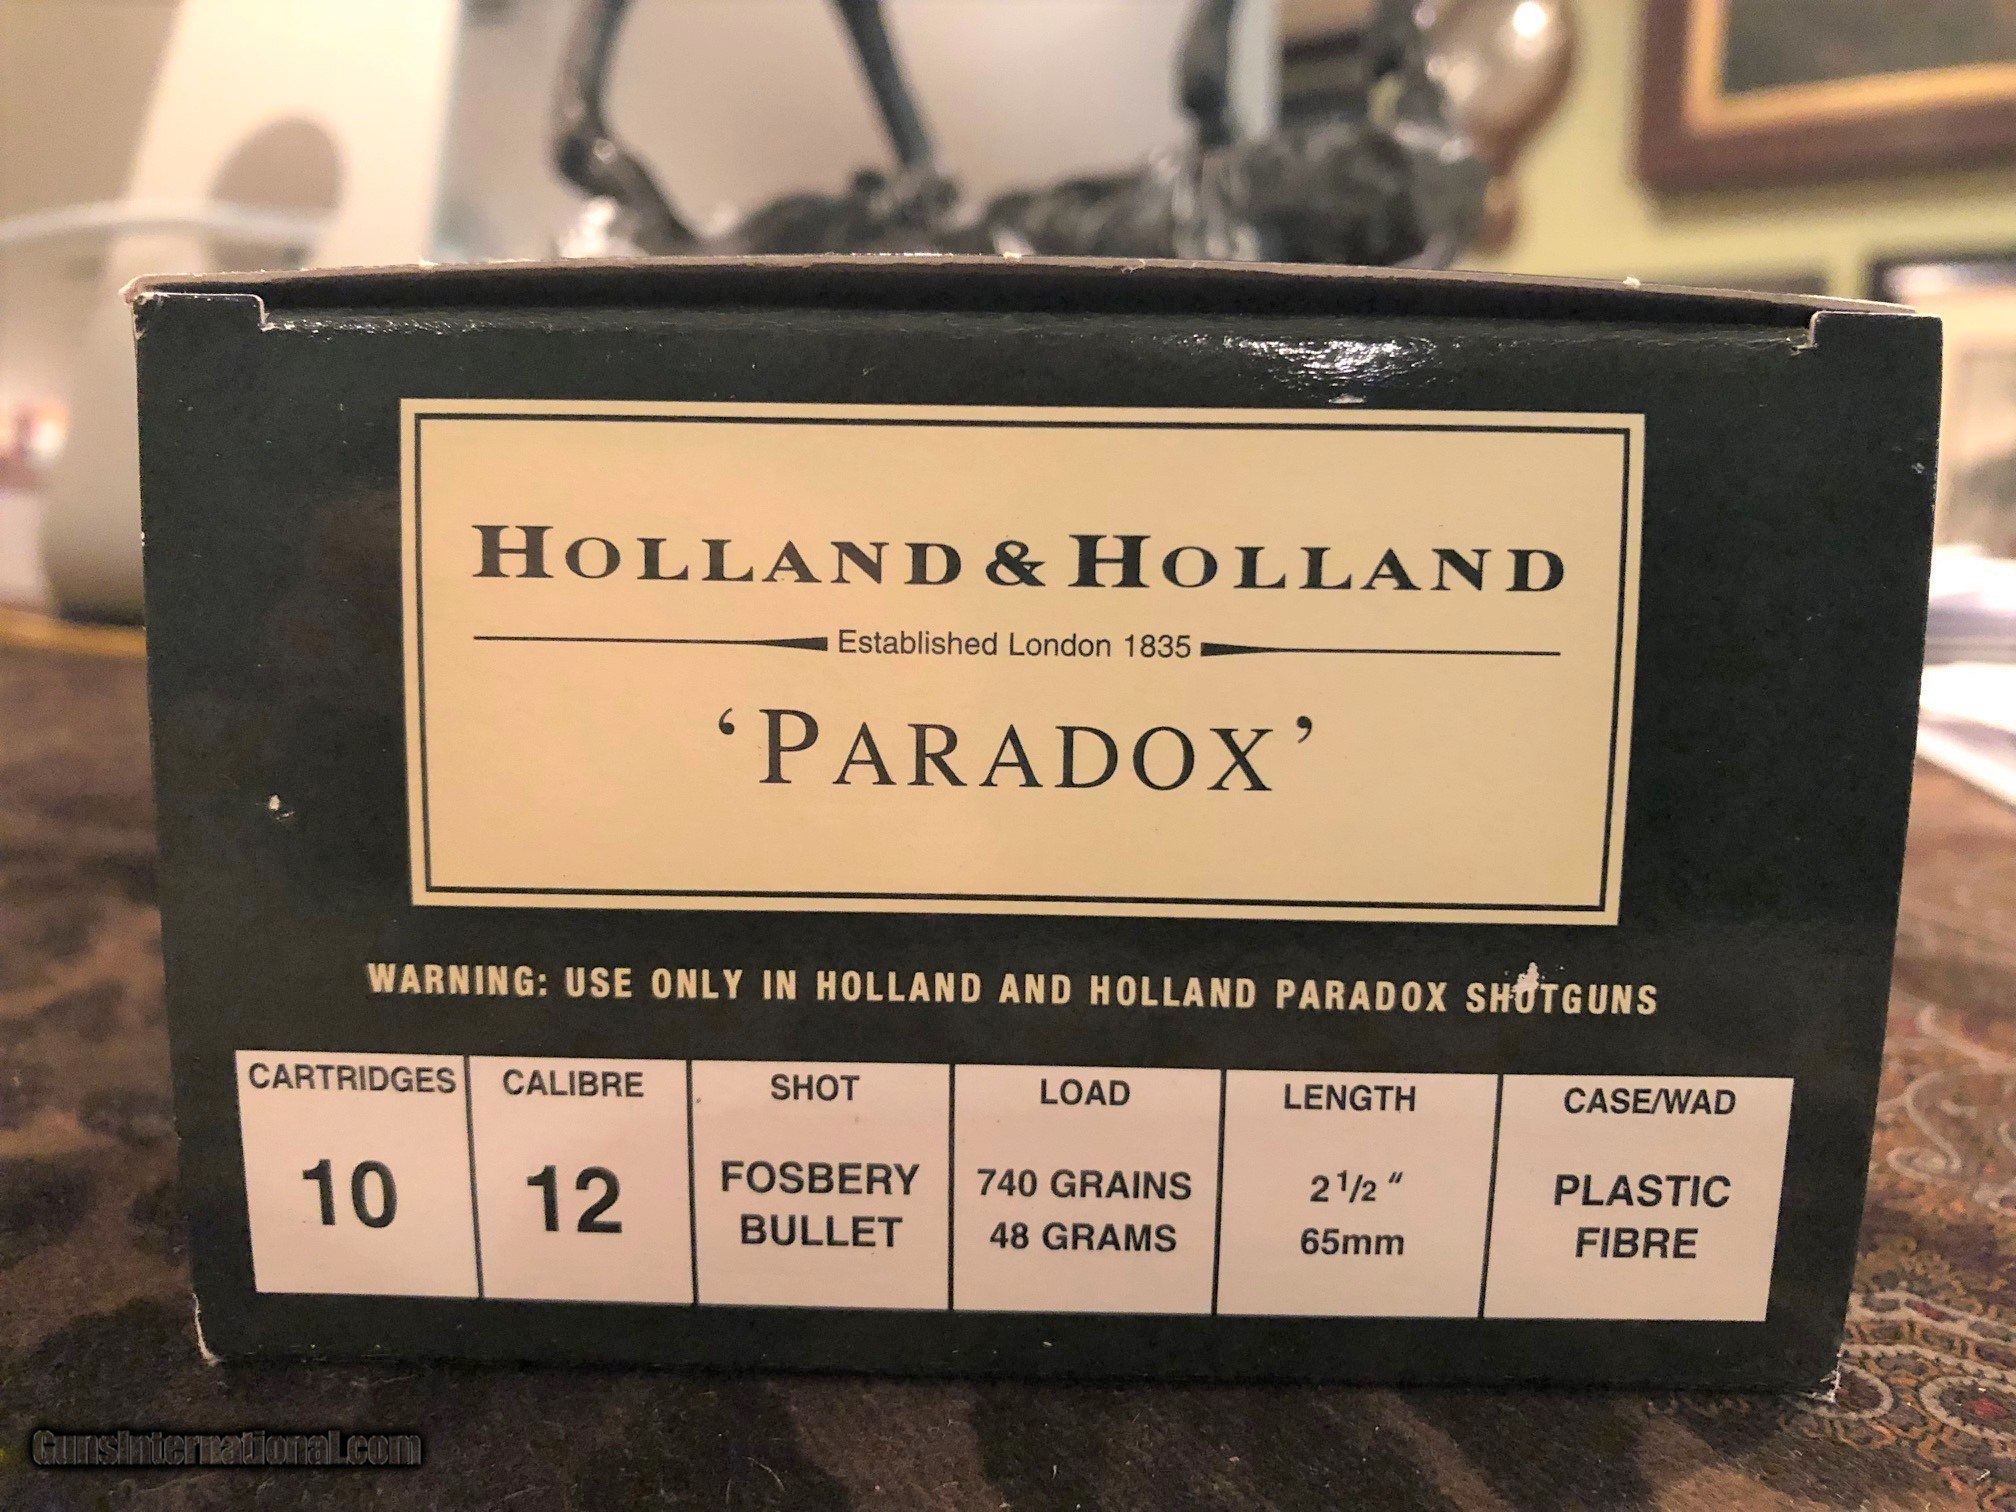 HOLLAND & HOLLAND
Established London 1835
‘PARADOX’
WARNING: USE ONLY IN HOLLAND AND HOLLAND PARADOX SHOTGUNS
CARTRIDGES
10
CALIBRE
12
SHOT
FOSBERY
BULLET
LOAD
740 GRAINS
48 GRAMS
LENGTH
2 1/2 "
65mm
CASE/WAD
PLASTIC
FIBRE
GunsInternational.com